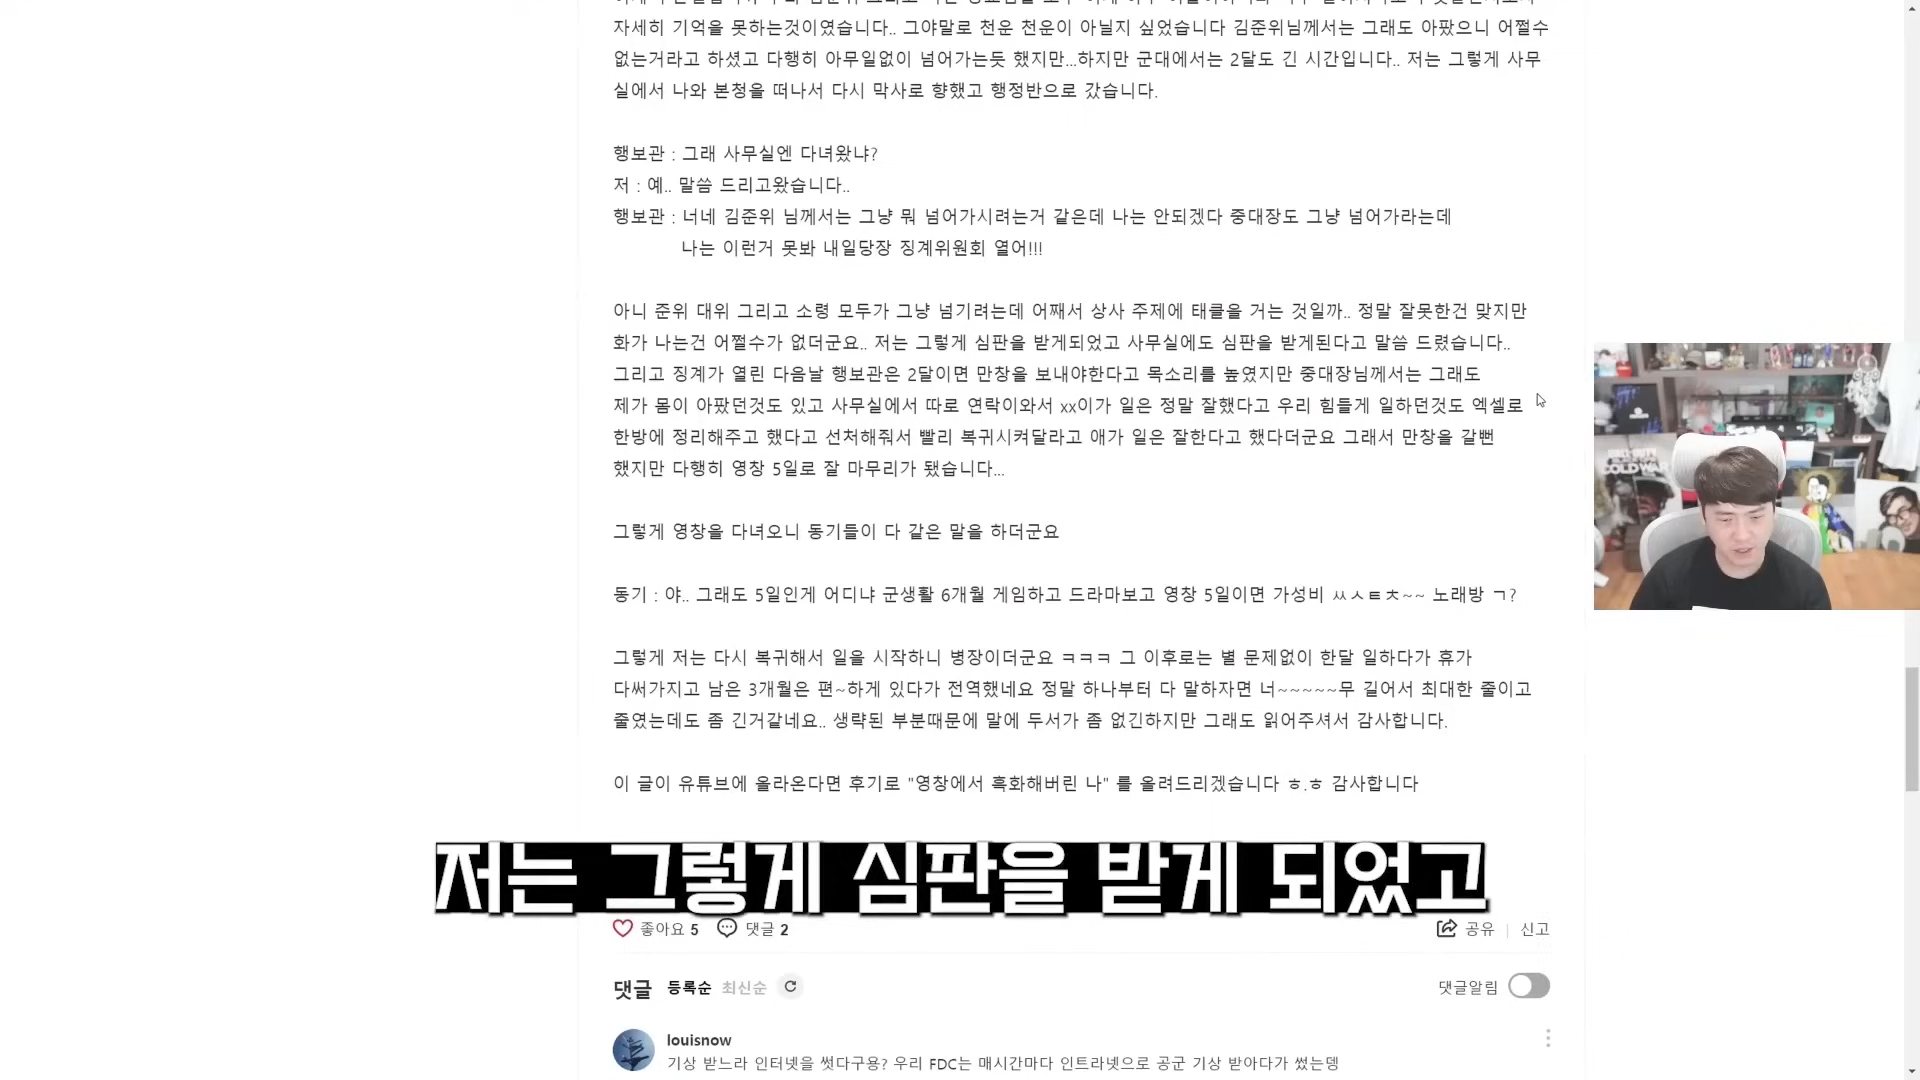 자세히 기억을 못하는것이였습니다.. 그야말로 천운 천운이 아닐지 싶었습니다 김준위님께서는 그래도 아팠으니 어쩔수
없는거라고 하셨고 다행히 아무일없이 넘어가는듯 했지만...하지만 군대에서는 2달도 긴 시간입니다.. 저는 그렇게 사무
실에서 나와 본청을 떠나서 다시 막사로 향했고 행정반으로 갔습니다.
행보관 : 그래 사무실엔 다녀왔냐?
저 : 예.. 말씀 드리고왔습니다..
행보관 : 너네 김준위 님께서는 그냥 뭐 넘어가시려는거 같은데 나는 안되겠다 중대장도 그냥 넘어가라는데
나는 이런거 못봐 내일당장 징계위원회 열어!!!
아니 준위 대위 그리고 소령 모두가 그냥 넘기려는데 어째서 상사 주제에 태클을 거는 것일까.. 정말 잘못한건 맞지만
화가 나는건 어쩔수가 없더군요.. 저는 그렇게 심판을 받게되었고 사무실에도 심판을 받게된다고 말씀 드렸습니다..
그리고 징계가 열린 다음날 행보관은 2달이면 만창을 보내야한다고 목소리를 높였지만 중대장님께서는 그래도
제가 몸이 아팠던것도 있고 사무실에서 따로 연락이와서 xx이가 일은 정말 잘했다고 우리 힘들게 일하던것도 엑셀로
한방에 정리해주고 했다고 선처해줘서 빨리 복귀시켜달라고 애가 일은 잘한다고 했다더군요 그래서 만창을 갈뻔
했지만 다행히 영창 5일로 잘 마무리가 됐습니다...
그렇게 영창을 다녀오니 동기들이 다 같은 말을 하더군요
동기 : 야.. 그래도 5일인게 어디냐 군생활 6개월 게임하고 드라마보고 영창 5일이면 가성비 ㅆㅅㅌㅊ~~ 노래방 ㄱ?
그렇게 저는 다시 복귀해서 일을 시작하니 병장이더군요 ㅋㅋㅋ 그 이후로는 별 문제없이 한달 일하다가 휴가
다써가지고 남은 3개월은 편~하게 있다가 전역했네요 정말 하나부터 다 말하자면 너~~~~~무 길어서 최대한 줄이고
줄였는데도 좀 긴거같네요.. 생략된 부분때문에 말에 두서가 좀 없긴하지만 그래도 읽어주셔서 감사합니다.
이 글이 유튜브에 올라온다면 후기로 "영창에서 흑화해버린 나" 를 올려드리겠습니다 ㅎ.ㅎ 감사합니다
저는 그렇게 심판을 받게 되었고
좋아요 5 댓글 2 공유 | 신고
댓글 등록순 최신순 댓글알림
louisnow
기상 받느라 인터넷을 썻다구용? 우리 FDC는 매시간마다 인트라넷으로 공군 기상 받아다가 썼는뎅
COLD WAR